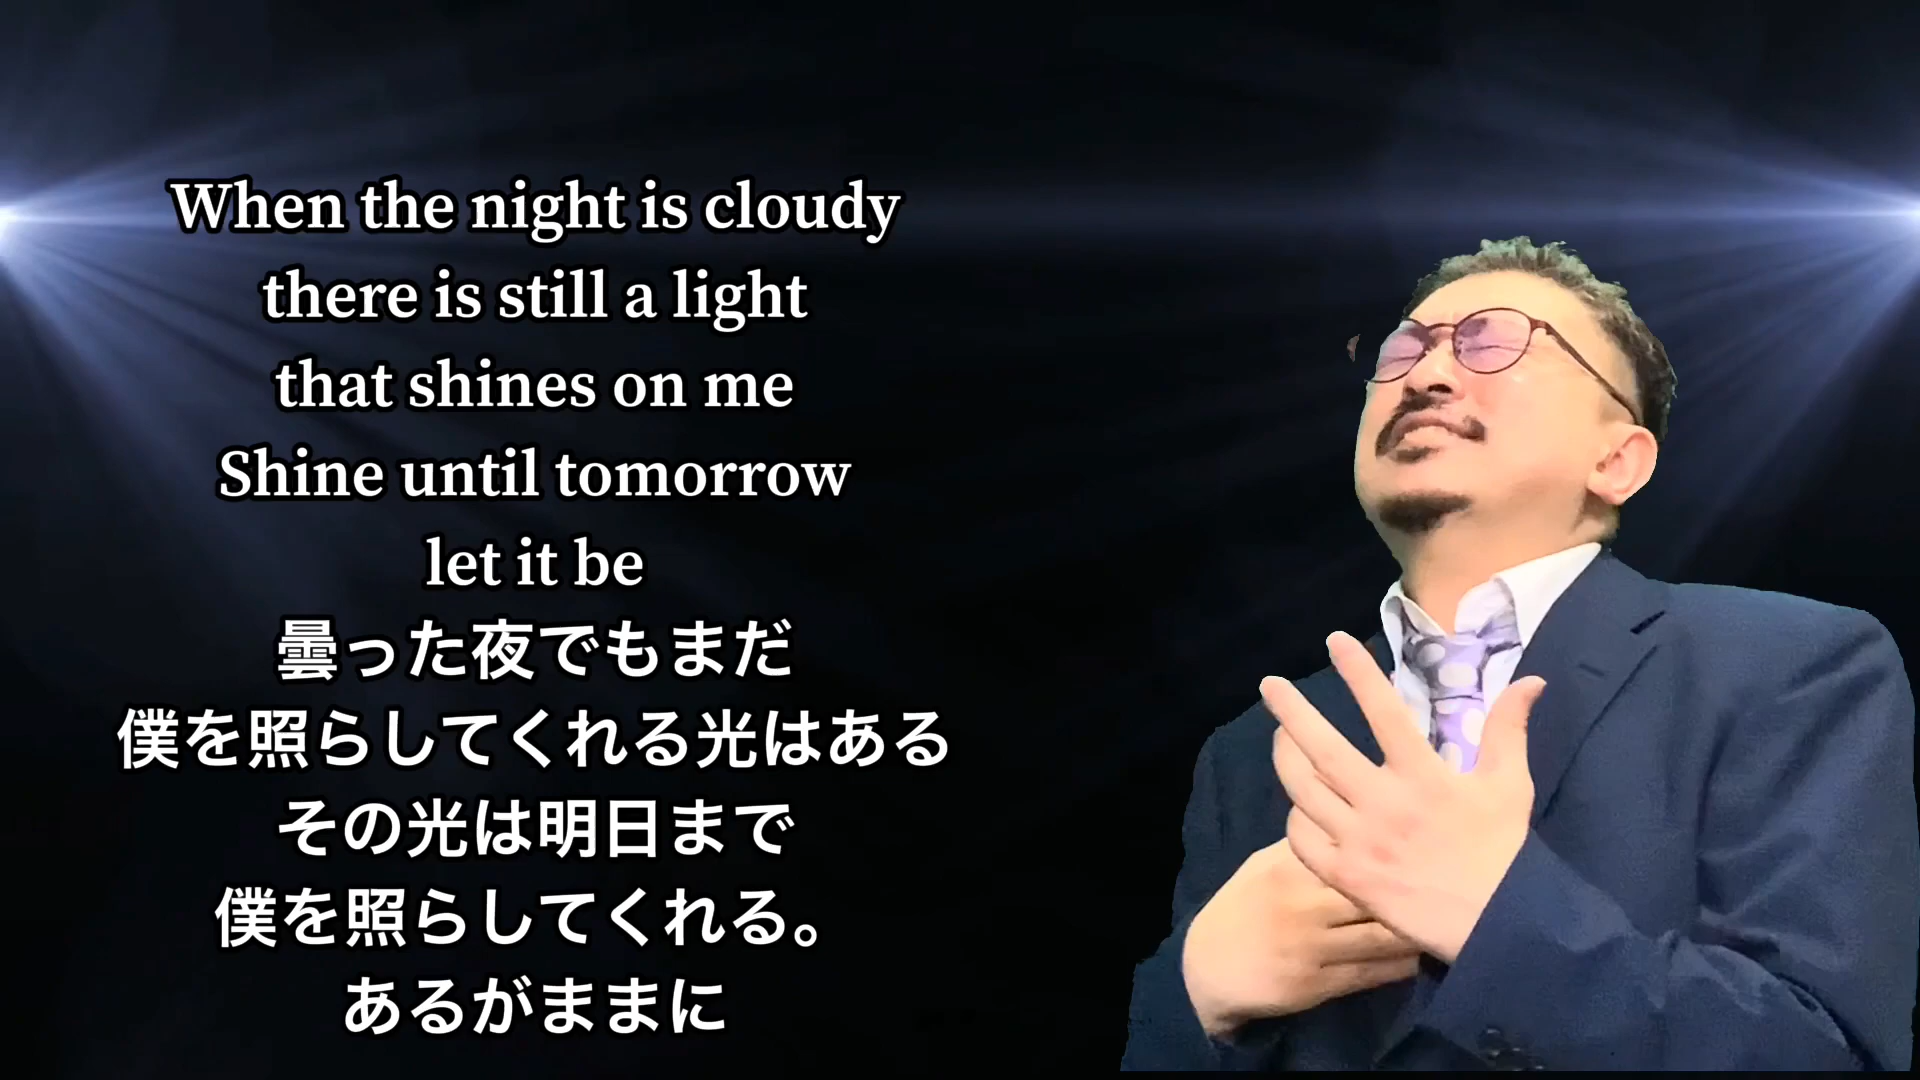 When the night is cloudy
there is still a light
that shines on me
Shine until tomorrow
let it be
曇った夜でもまだ
僕を照らしてくれる光はある
その光は明日まで
僕を照らしてくれる。
あるがままに